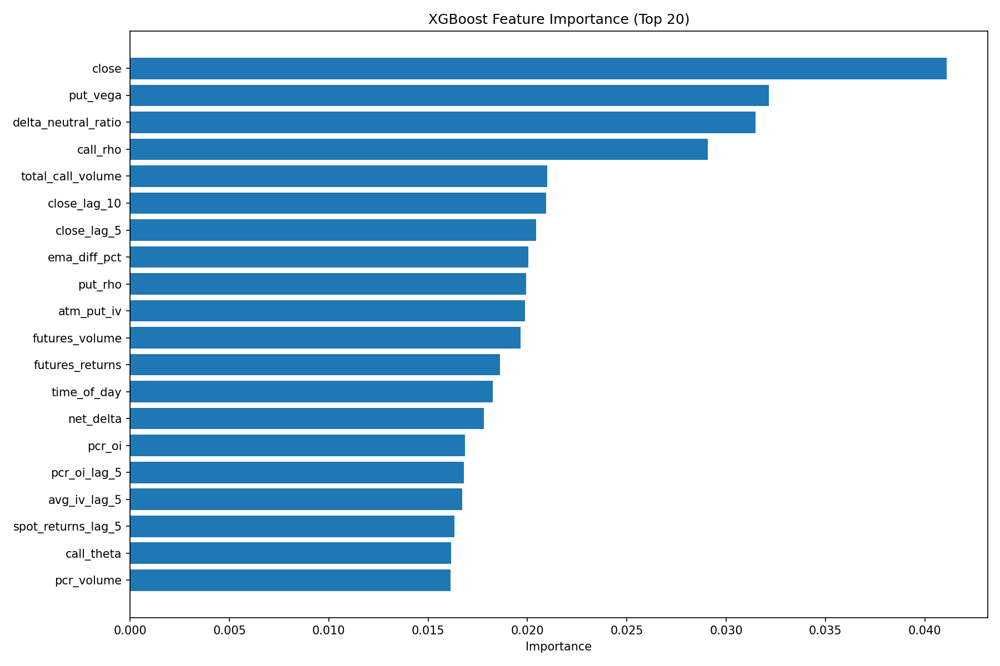 XGBoost Feature Importance (Top 20)
close
put_vega
delta_neutral_ratio
call_rho
total_call_volume
close_lag_10
close_lag_5
ema_diff_pct
put_rho
atm_put_iv
futures_volume
futures_returns
time_of_day
net_delta
pcr_oi
pcr_oi_lag_5
avg_iv_lag_5
spot_returns_lag_5
call_theta
pcr_volume
0.000 0.005 0.010 0.015 0.020 0.025 0.030 0.035 0.040
Importance